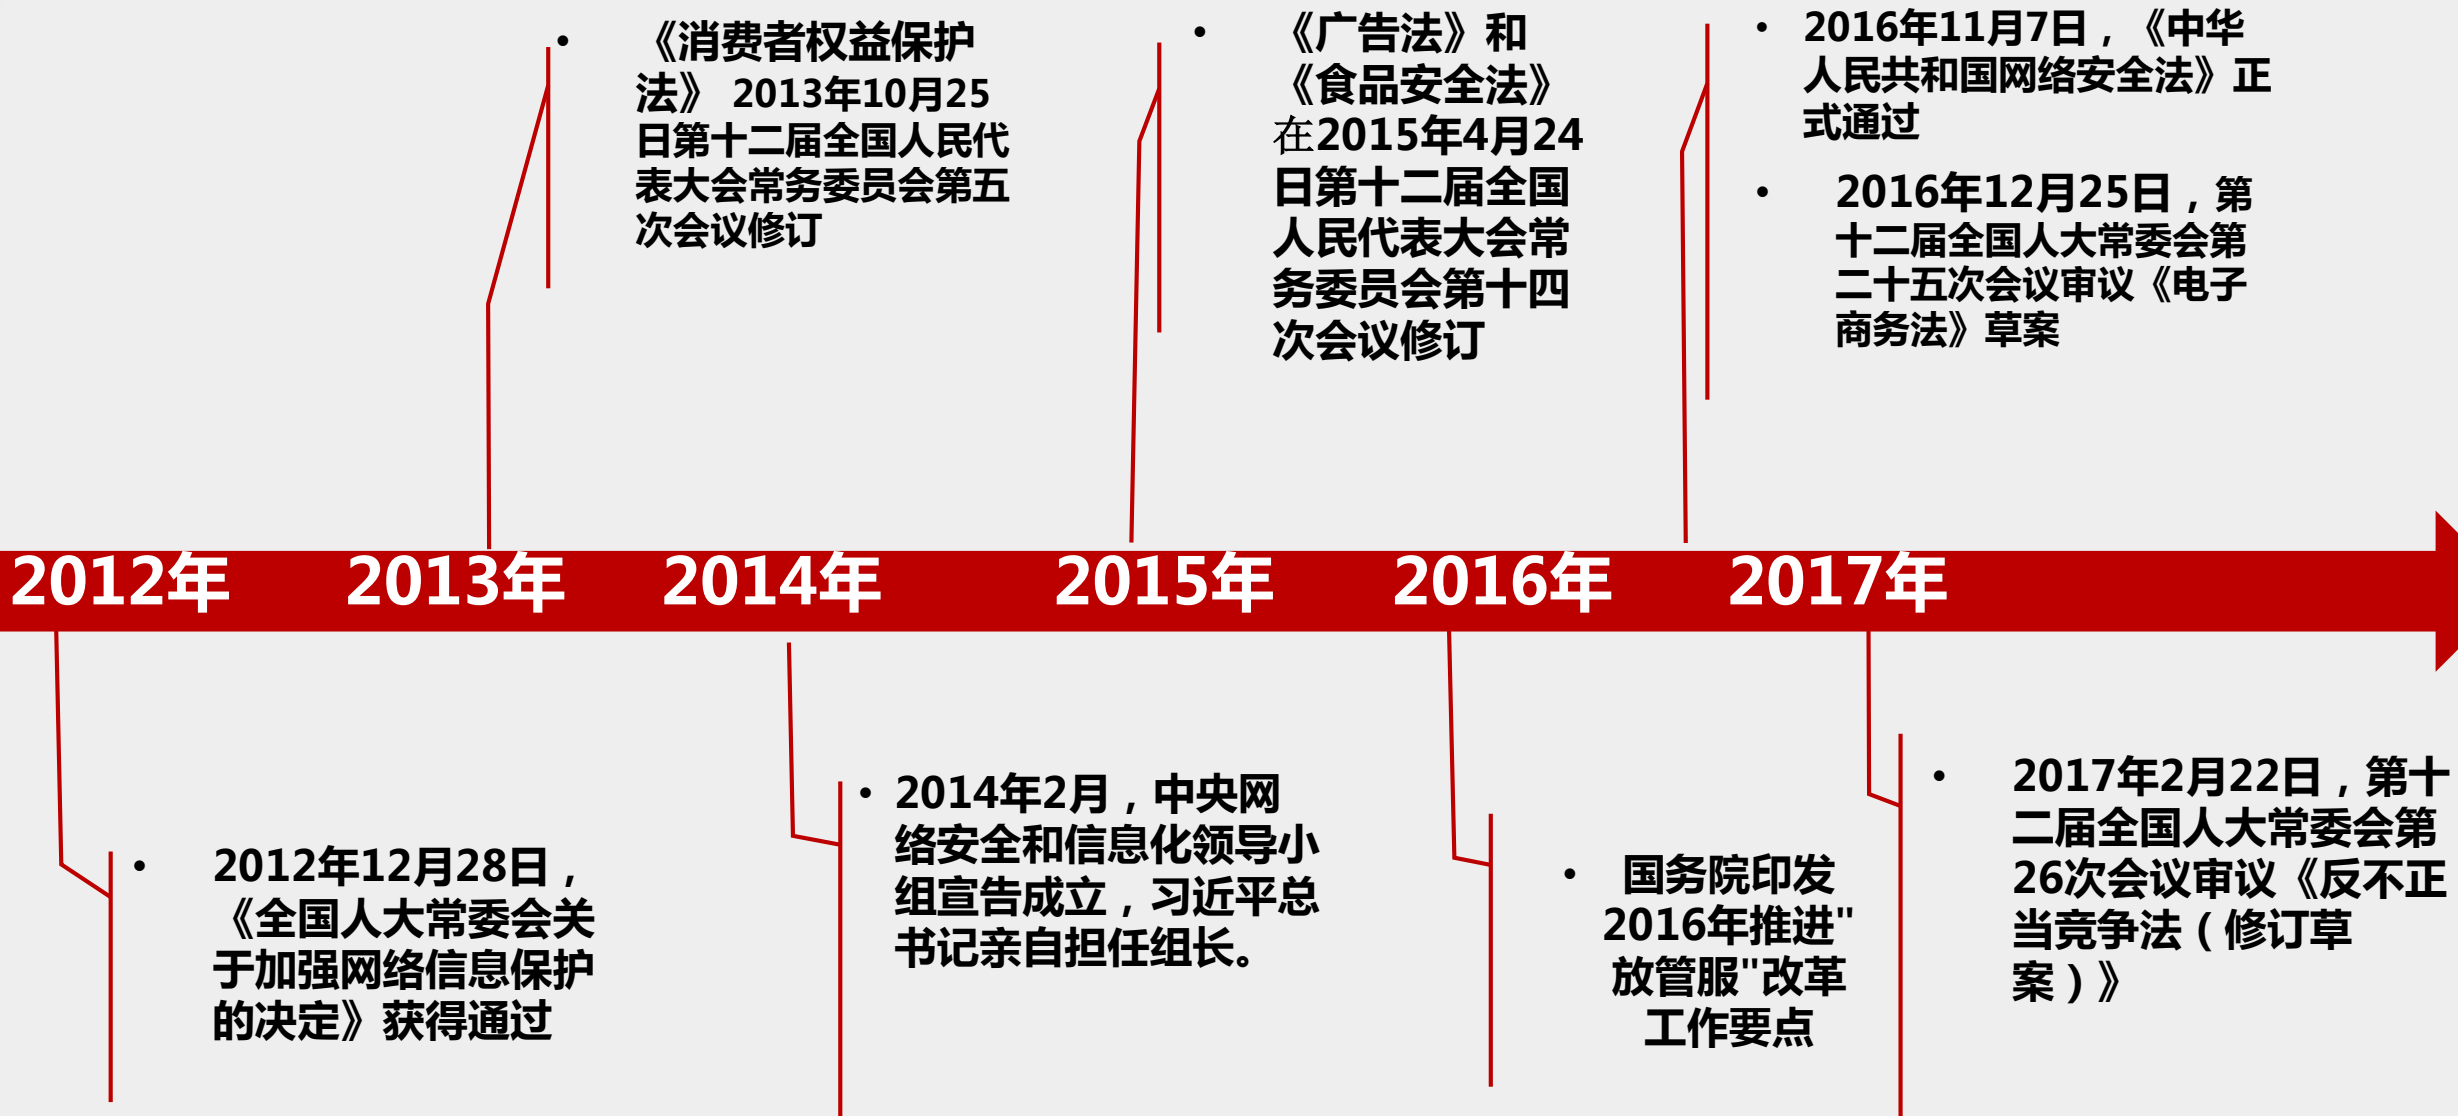 • 《消费者权益保护
法》 2013年10月25
日第十二届全国人民代
表大会常务委员会第五
次会议修订
• 《广告法》和
《食品安全法》
在2015年4月24
日第十二届全国
人民代表大会常
务委员会第十四
次会议修订
• 2016年11月7日，《中华
人民共和国网络安全法》正
式通过
• 2016年12月25日，第
十二届全国人大常委会第
二十五次会议审议《电子
商务法》草案
2012年 2013年 2014年 2015年 2016年 2017年
• 2012年12月28日，
《全国人大常委会关
于加强网络信息保护
的决定》获得通过
• 2014年2月，中央网
络安全和信息化领导小
组宣告成立，习近平总
书记亲自担任组长。
• 国务院印发
2016年推进"
放管服"改革
工作要点
• 2017年2月22日，第十
二届全国人大常委会第
26次会议审议《反不正
当竞争法（修订草
案）》